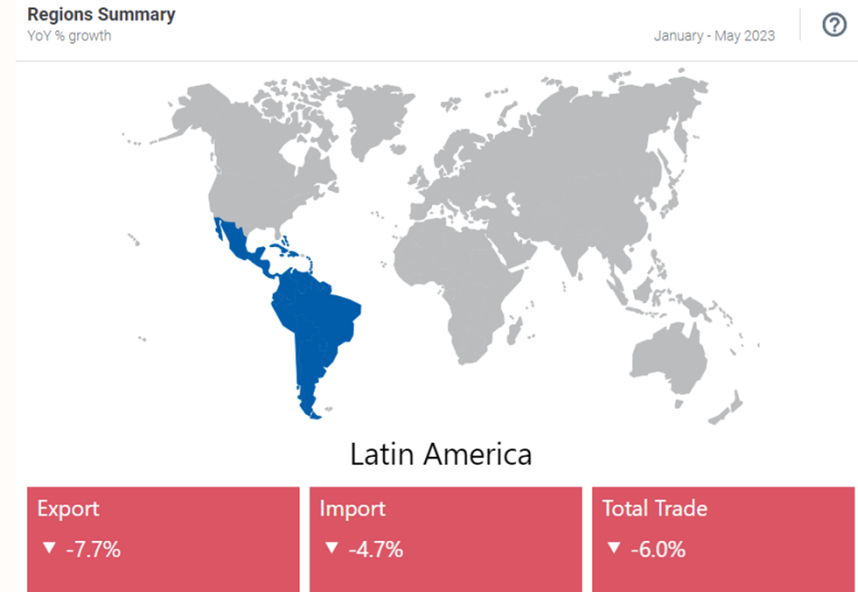 Regions Summary
YoY % growth
January - May 2023
?
Latin America
Export
▼ -7.7%
Import
▼ -4.7%
Total Trade
▼ -6.0%